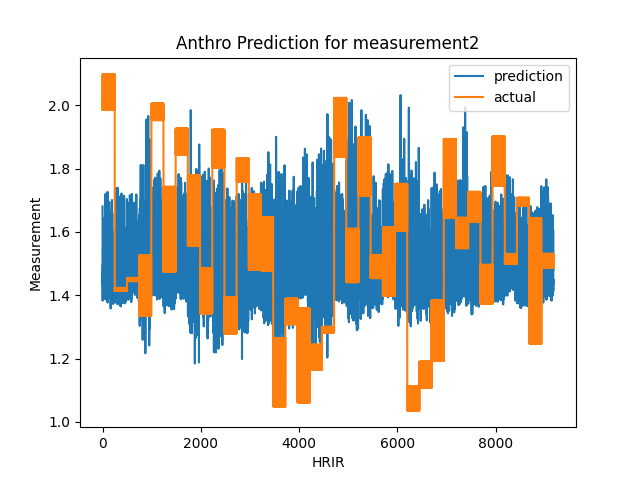 Anthro Prediction for measurement2
prediction
actual
Measurement
2.0
1.8
1.6
1.4
1.2
1.0
0
2000
4000
6000
8000
HRIR